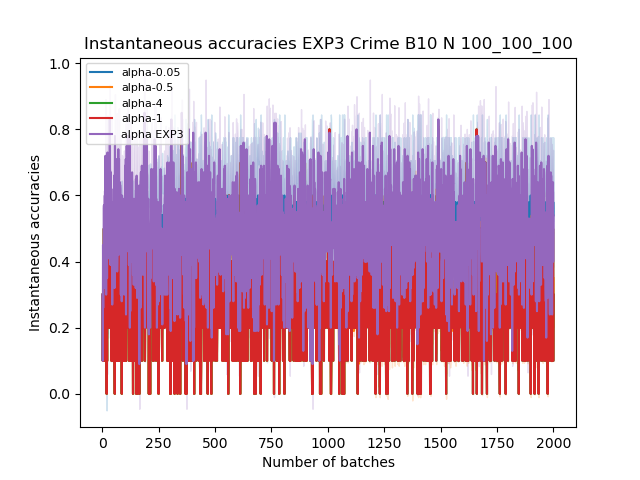 Instantaneous accuracies EXP3 Crime B10 N 100_100_100
1.0
0.8
0.6
0.4
0.2
0.0
Instantaneous accuracies
alpha-0.05
alpha-0.5
alpha-4
alpha-1
alpha EXP3
0
250
500
750
1000
1250
1500
1750
2000
Number of batches